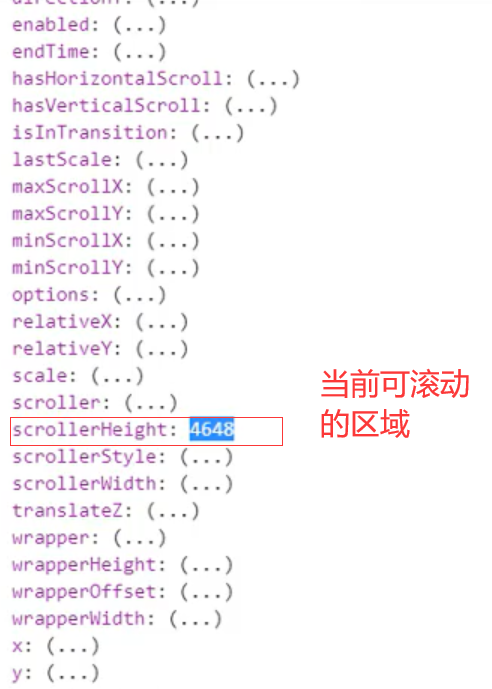 directionY: (...)
enabled: (...)
endTime: (...)
hasHorizontalScroll: (...)
hasVerticalScroll: (...)
isInTransition: (...)
lastScale: (...)
maxScrollX: (...)
maxScrollY: (...)
minScrollX: (...)
minScrollY: (...)
options: (...)
relativeX: (...)
relativeY: (...)
scale: (...)
scroller: (...)
scrollerHeight: 4648
当前可滚动
的区域
scrollerStyle: (...)
scrollerWidth: (...)
translateZ: (...)
wrapper: (...)
wrapperHeight: (...)
wrapperOffset: (...)
wrapperWidth: (...)
x: (...)
y: (...)